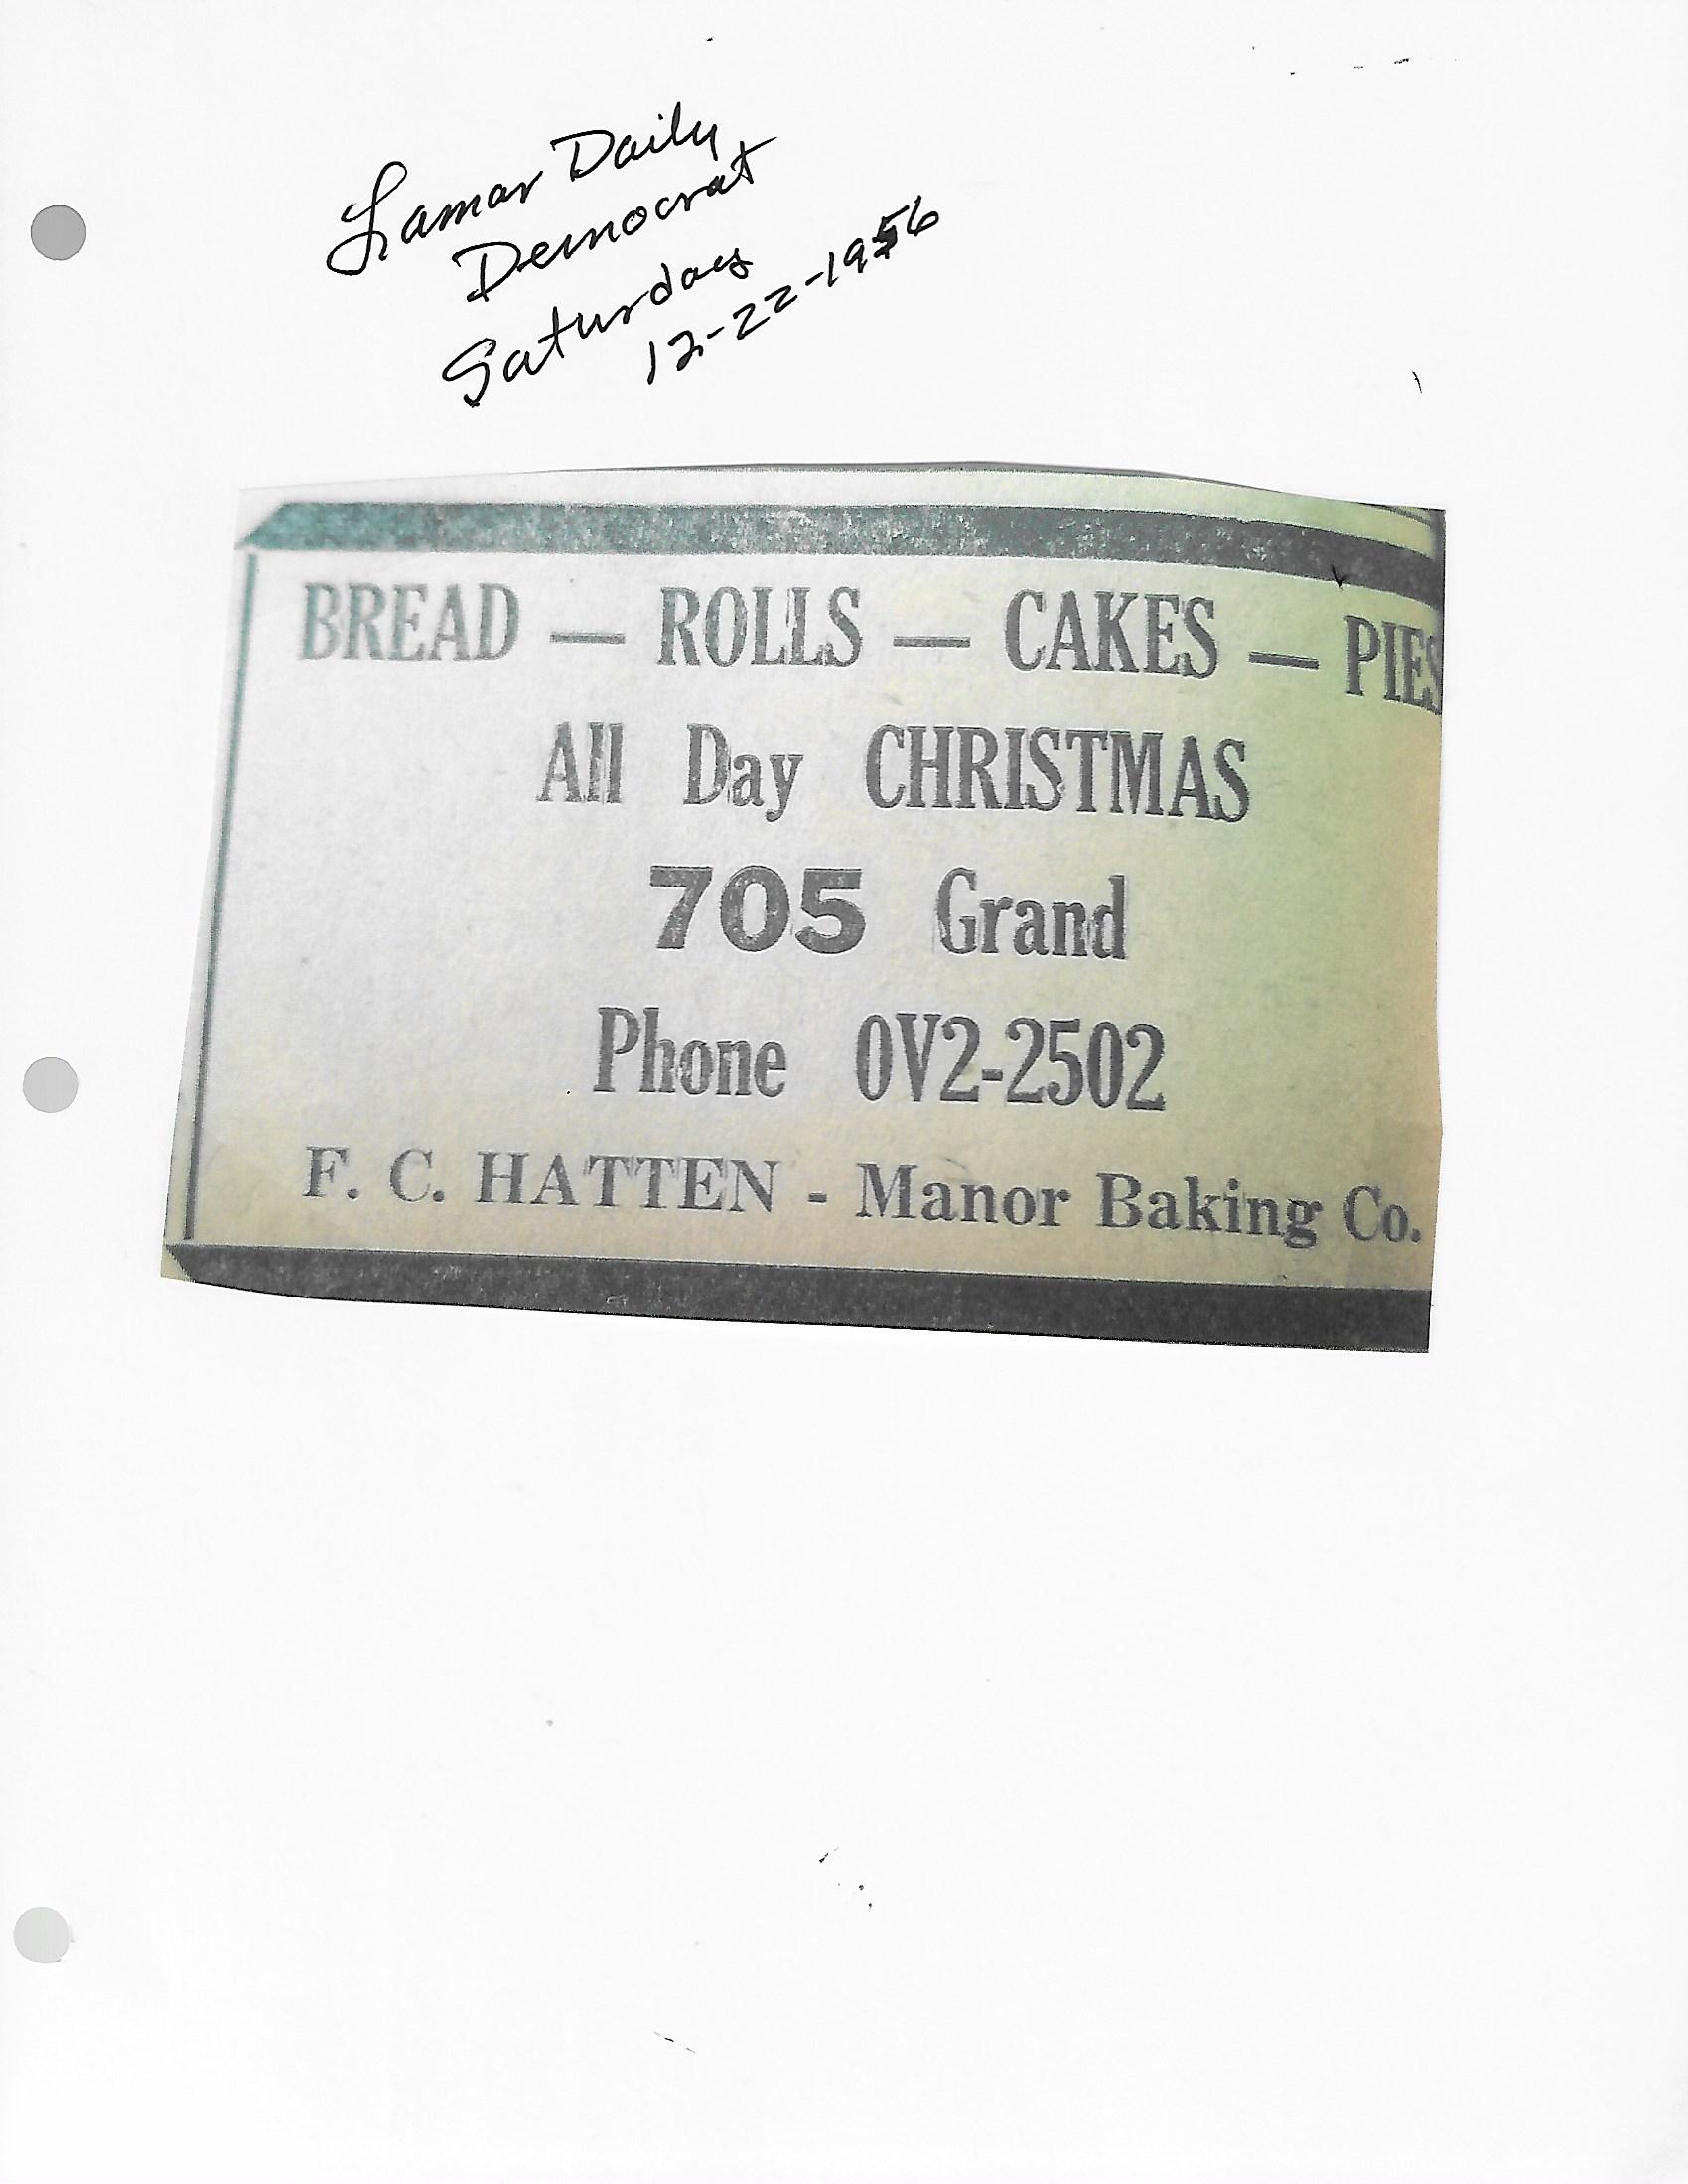 Lamar Daily
Democrat
Saturday
12-22-1956
BREAD — ROLLS — CAKES — PIES
All Day CHRISTMAS
705 Grand
Phone OV2-2502
F. C. HATTEN - Manor Baking Co.